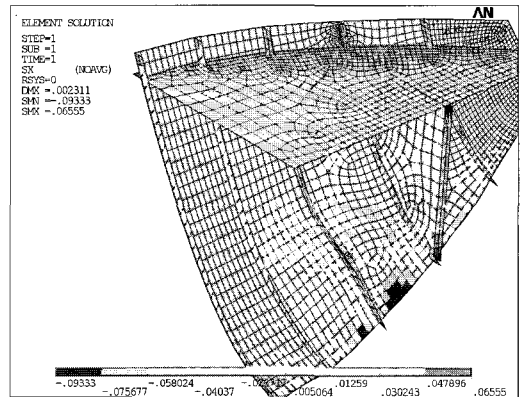 AN
ELEMENT SOLUTION
STEP=1
SUB =1
TIME=1
SX (NOAVG)
RSYS=0
DMX =.002311
SMN =-.09333
SMX =.06555
-.09333 -.058024 .01259 .047896
-.075677 -.04037 -.005064 .030243 .06555